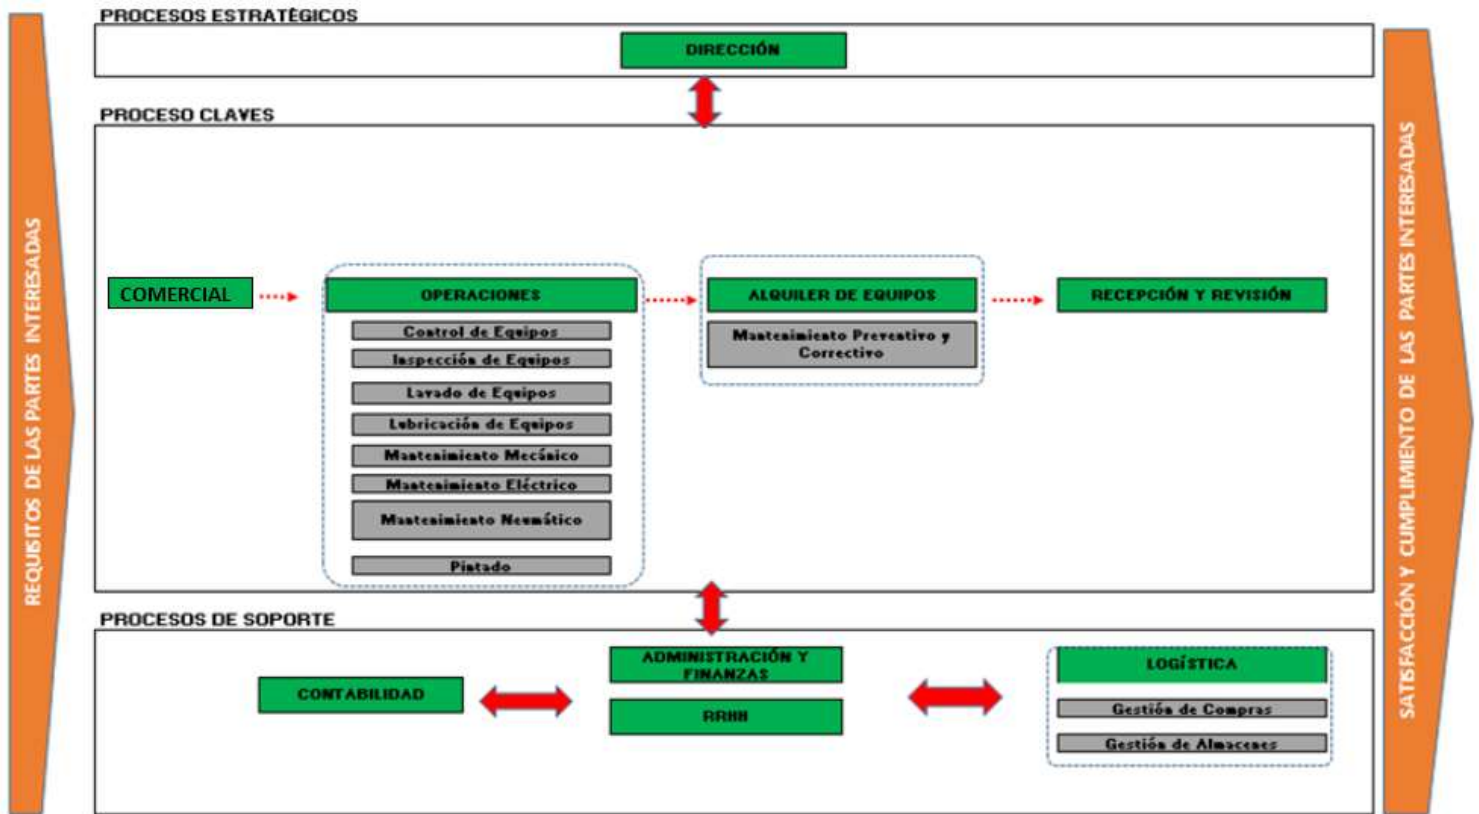 PROCESOS ESTRATÉGICOS
DIRECCIÓN
PROCESO CLAVES
COMERCIAL
OPERACIONES
Control de Equipos
Inspección de Equipos
Lavado de Equipos
Lubricación de Equipos
Mantenimiento Mecánico
Mantenimiento Eléctrico
Mantenimiento Neumático
Pintado
ALQUILER DE EQUIPOS
Mantenimiento Preventivo y
Correctivo
RECEPCIÓN Y REVISIÓN
PROCESOS DE SOPORTE
CONTABILIDAD
ADMINISTRACIÓN Y
FINANZAS
RRHH
LOGÍSTICA
Gestión de Compras
Gestión de Almacenes
REQUISITOS DE LAS PARTES INTERESADAS
SATISFACCIÓN Y CUMPLIMIENTO DE LAS PARTES INTERESADAS